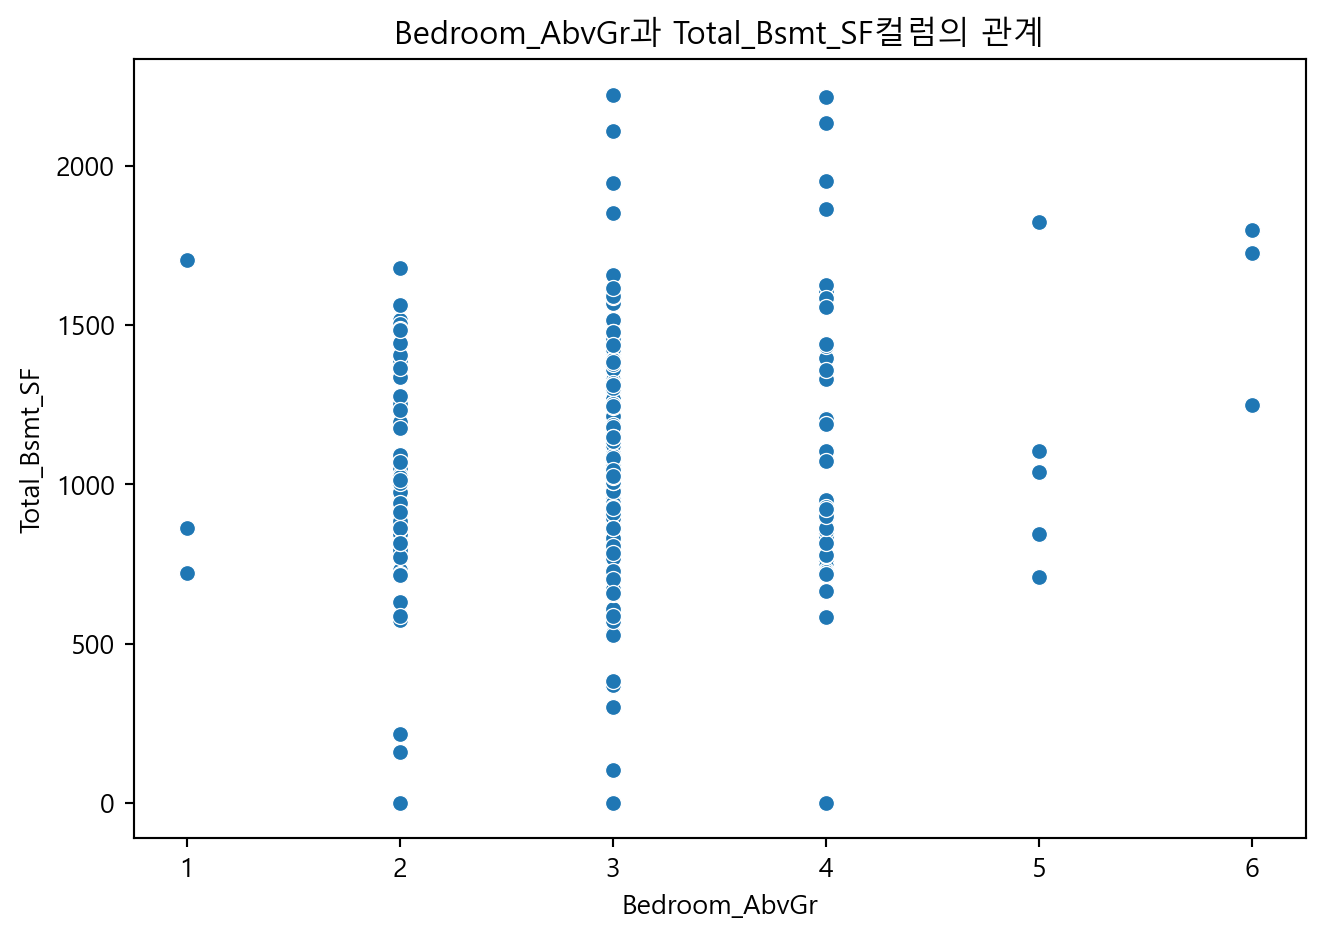 Bedroom_AbvGr과 Total_Bsmt_SF컬럼의 관계
2000
1500
1000
500
0
Total_Bsmt_SF
1 2 3 4 5 6
Bedroom_AbvGr